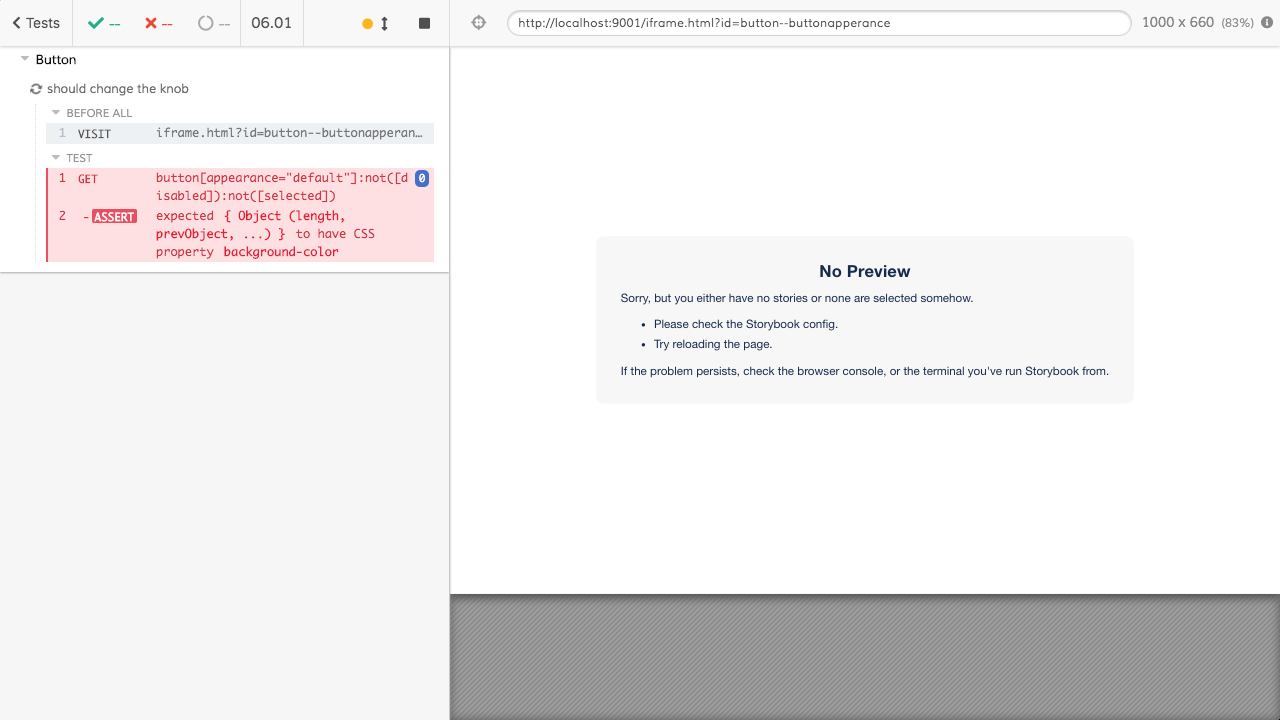 Tests -- -- -- 06.01
http://localhost:9001/iframe.html?id=button--buttonapperance 1000 x 660 (83%)
Button
should change the knob
BEFORE ALL
1 VISIT iframe.html?id=button--buttonapperan…
TEST
1 GET button[appearance="default"]:not([d 0
isabled]):not([selected])
2 -ASSERT expected { Object (length,
prevObject, ...) } to have CSS
property background-color
No Preview
Sorry, but you either have no stories or none are selected somehow.
• Please check the Storybook config.
• Try reloading the page.
If the problem persists, check the browser console, or the terminal you've run Storybook from.